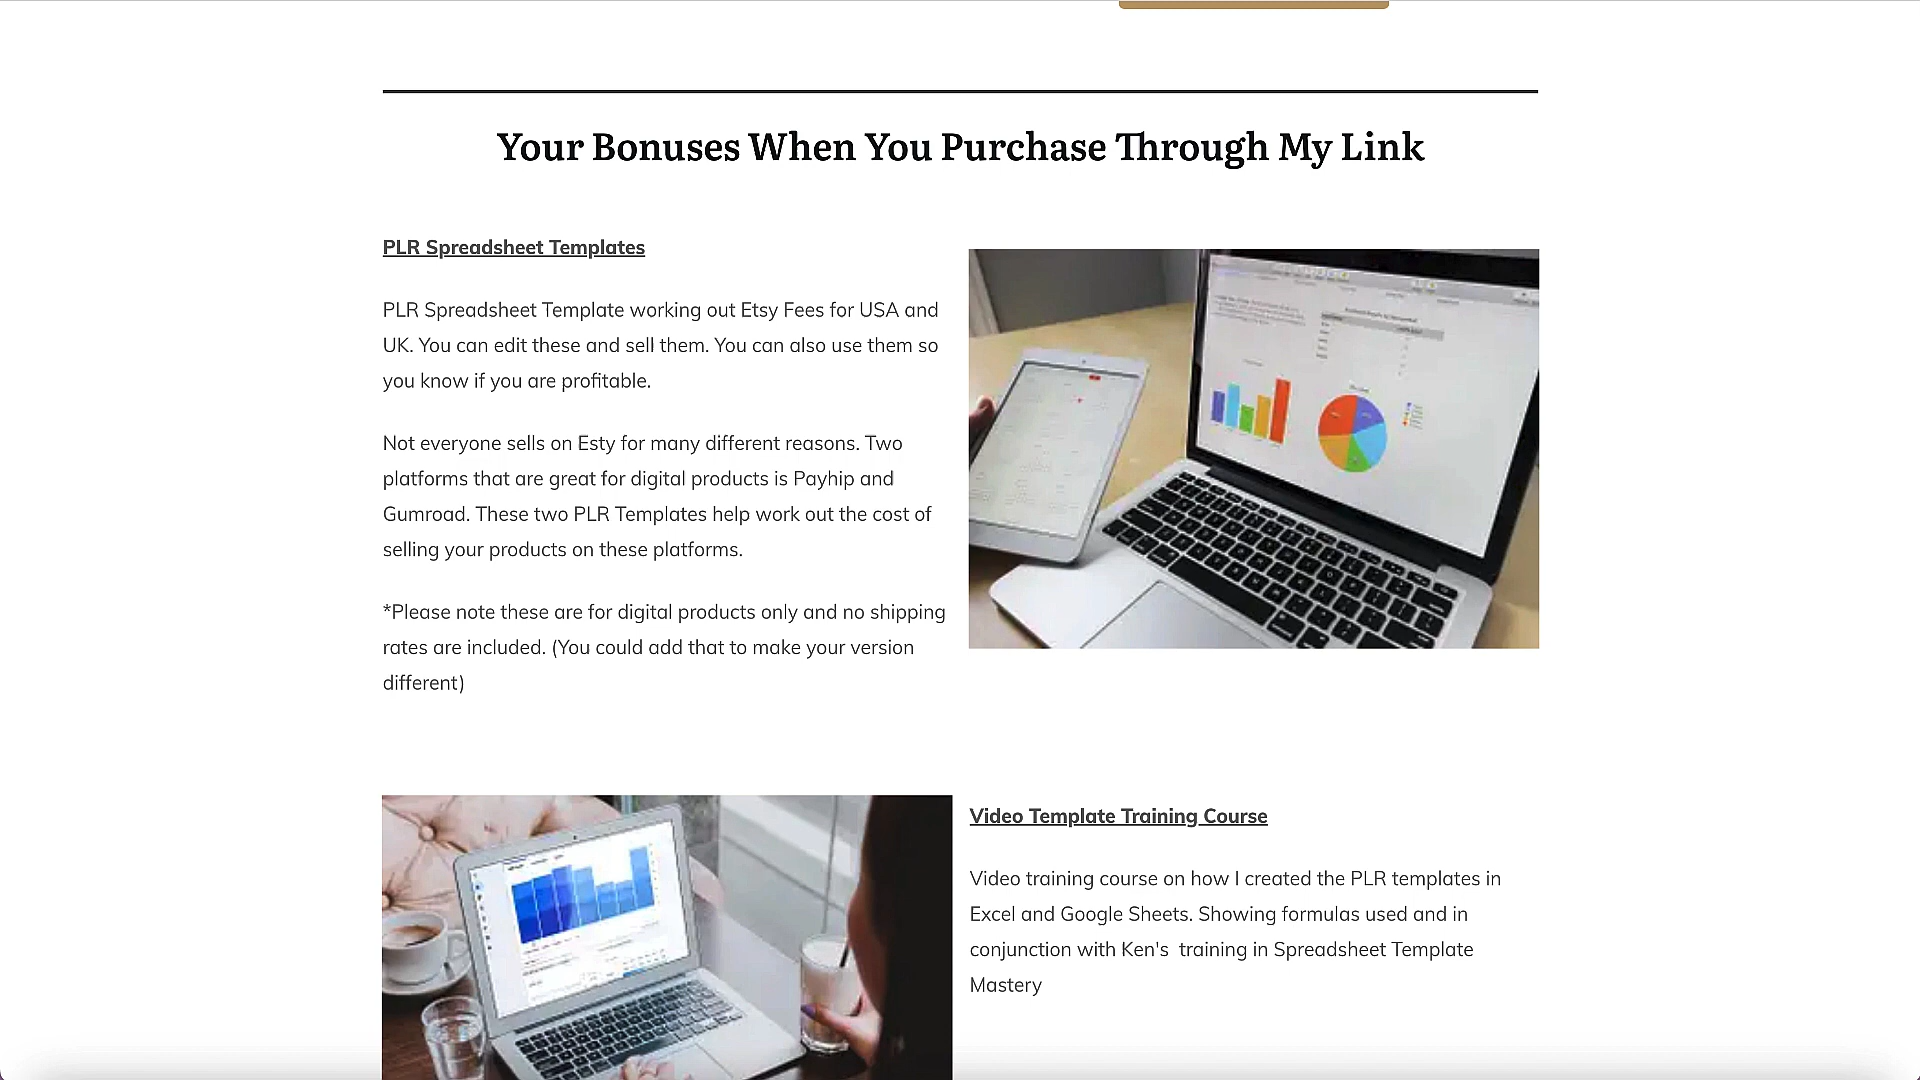 Your Bonuses When You Purchase Through My Link
PLR Spreadsheet Templates
PLR Spreadsheet Template working out Etsy Fees for USA and
UK. You can edit these and sell them. You can also use them so
you know if you are profitable.
Not everyone sells on Esty for many different reasons. Two
platforms that are great for digital products is Payhip and
Gumroad. These two PLR Templates help work out the cost of
selling your products on these platforms.
*Please note these are for digital products only and no shipping
rates are included. (You could add that to make your version
different)
Video Template Training Course
Video training course on how I created the PLR templates in
Excel and Google Sheets. Showing formulas used and in
conjunction with Ken's  training in Spreadsheet Template
Mastery